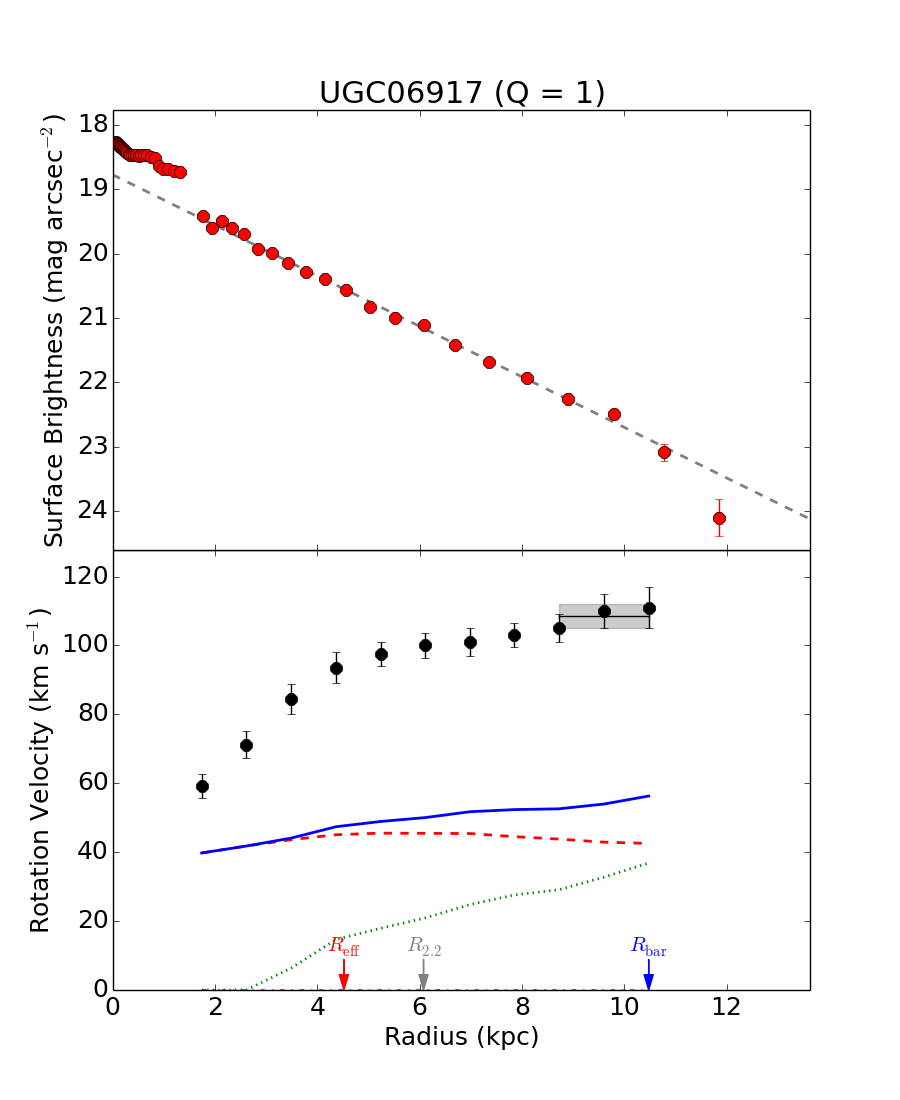 UGC06917 (Q = 1)
Surface Brightness (mag arcsec⁻²)
18
19
20
21
22
23
24
Rotation Velocity (km s⁻¹)
120
100
80
60
40
20
0
R_eff
R_2.2
R_bar
0 2 4 6 8 10 12
Radius (kpc)